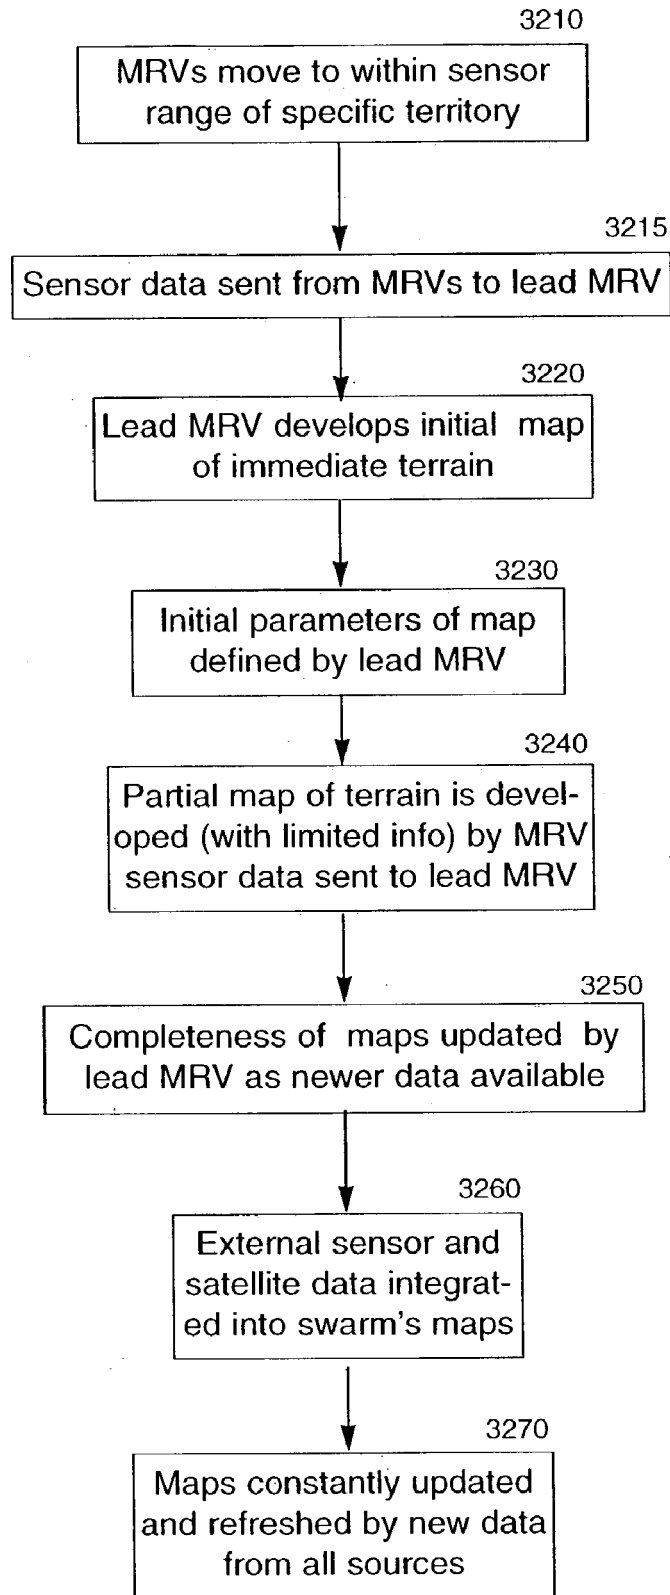 3210
MRVs move to within sensor
range of specific territory
3215
Sensor data sent from MRVs to lead MRV
3220
Lead MRV develops initial map
of immediate terrain
3230
Initial parameters of map
defined by lead MRV
3240
Partial map of terrain is devel-
oped (with limited info) by MRV
sensor data sent to lead MRV
3250
Completeness of maps updated by
lead MRV as newer data available
3260
External sensor and
satellite data integrat-
ed into swarm's maps
3270
Maps constantly updated
and refreshed by new data
from all sources